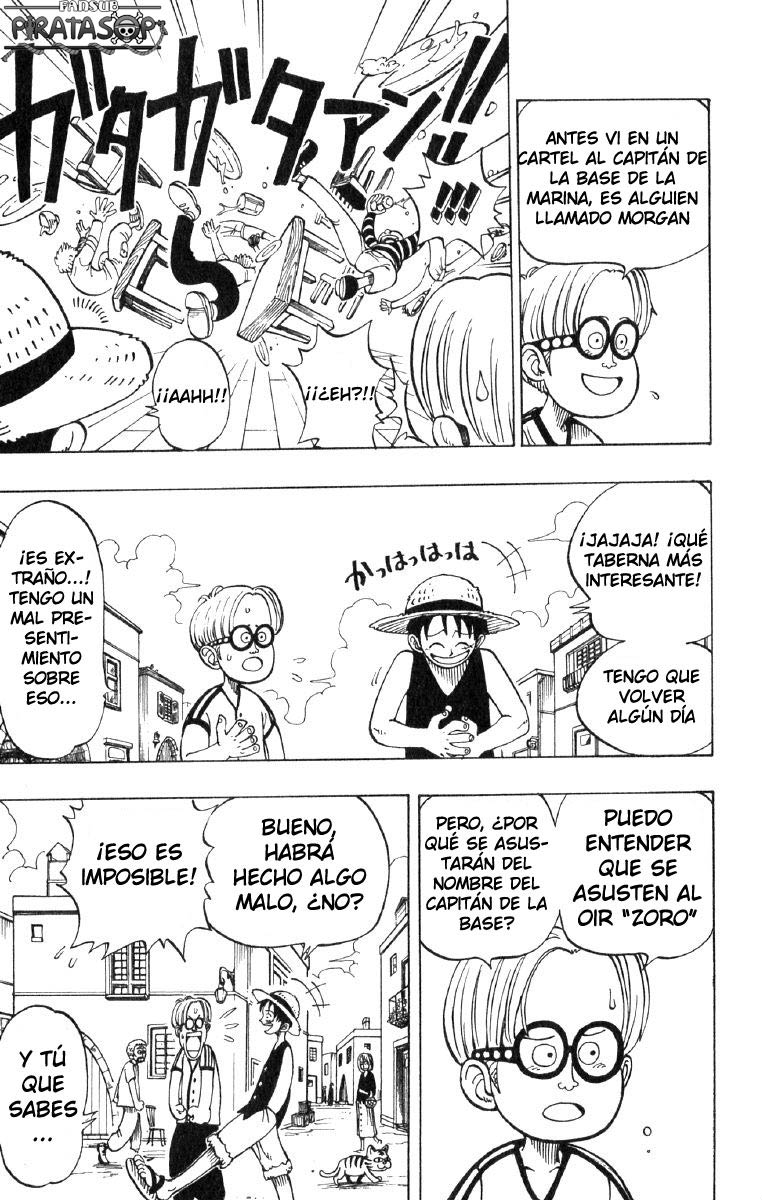 FANSUB
PIRATASOP
ANTES VI EN UN
CARTEL AL CAPITÁN DE
LA BASE DE LA
MARINA, ES ALGUIEN
LLAMADO MORGAN
ガタガタァン!!
!!!
¡¡¿EH?!!
¡¡AAHH!!
¡JAJAJA! ¡QUÉ
TABERNA MÁS
INTERESANTE!
TENGO QUE
VOLVER
ALGÚN DÍA
かっはっはっは
¡ES EX-
TRAÑO...!
TENGO UN
MAL PRE-
SENTI-
MIENTO
SOBRE
ESO...
PUEDO
ENTENDER
QUE SE
ASUSTEN AL
OIR "ZORO"
PERO, ¿POR
QUÉ SE ASUS-
TARÁN DEL
NOMBRE DEL
CAPITÁN DE LA
BASE?
BUENO,
HABRÁ
HECHO ALGO
MALO, ¿NO?
¡ESO ES
IMPOSIBLE!
Y TÚ
QUE
SABES
...